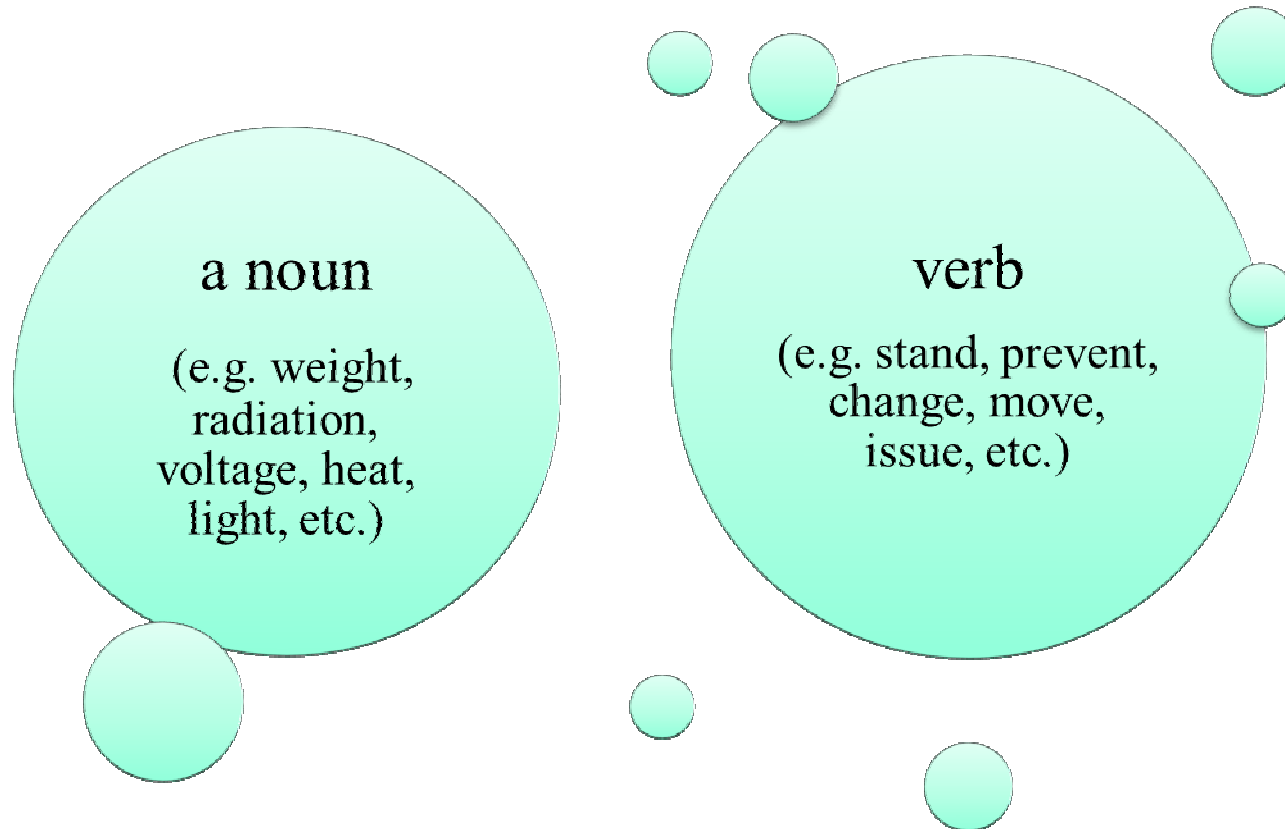 a noun
(e.g. weight,
radiation,
voltage, heat,
light, etc.)
verb
(e.g. stand, prevent,
change, move,
issue, etc.)